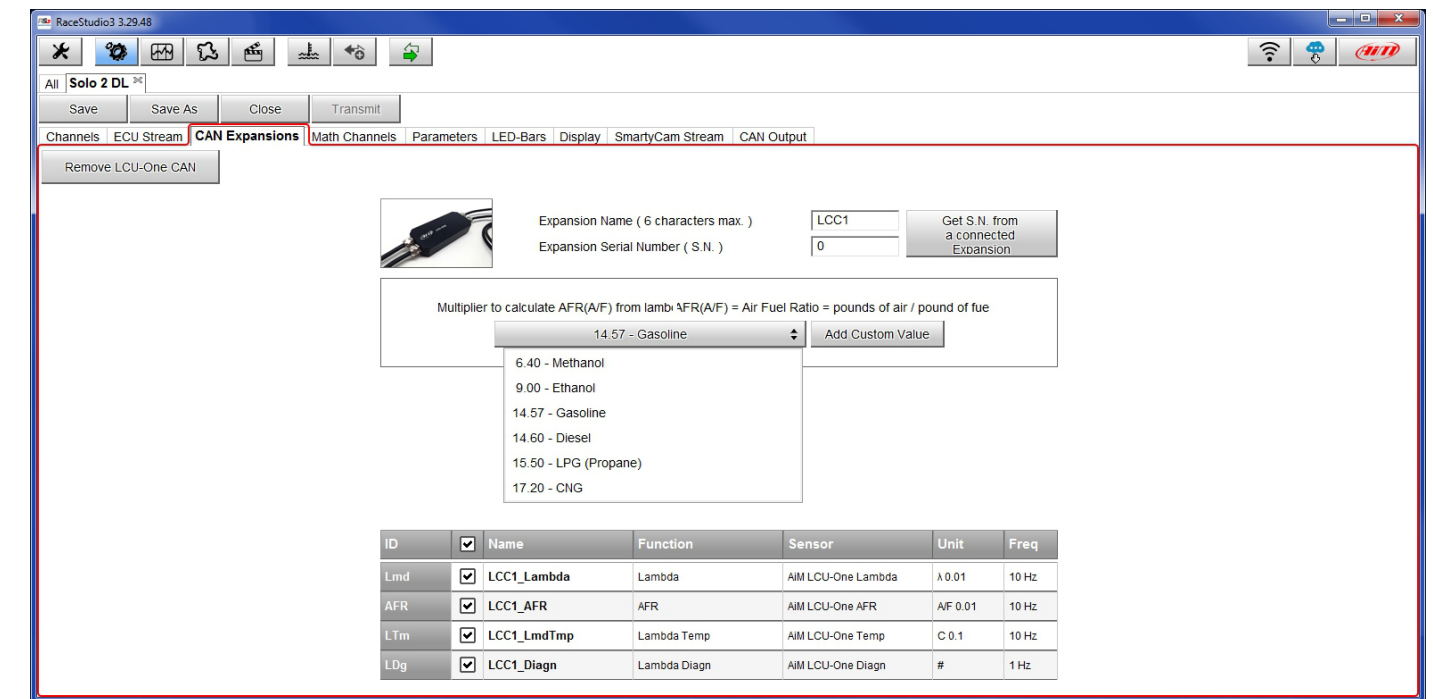 RaceStudio3 3.29.48
AiM
All Solo 2 DL
Save Save As Close Transmit
Channels ECU Stream CAN Expansions Math Channels Parameters LED-Bars Display SmartyCam Stream CAN Output
Remove LCU-One CAN
Expansion Name ( 6 characters max. ) LCC1
Expansion Serial Number ( S.N. ) 0
Get S.N. from
a connected
Expansion
Multiplier to calculate AFR(A/F) from lamb AFR(A/F) = Air Fuel Ratio = pounds of air / pound of fue
14.57 - Gasoline Add Custom Value
6.40 - Methanol
9.00 - Ethanol
14.57 - Gasoline
14.60 - Diesel
15.50 - LPG (Propane)
17.20 - CNG
ID Name Function Sensor Unit Freq
Lmd LCC1_Lambda Lambda AiM LCU-One Lambda λ 0.01 10 Hz
AFR LCC1_AFR AFR AiM LCU-One AFR A/F 0.01 10 Hz
LTm LCC1_LmdTmp Lambda Temp AiM LCU-One Temp C 0.1 10 Hz
LDg LCC1_Diagn Lambda Diagn AiM LCU-One Diagn # 1 Hz